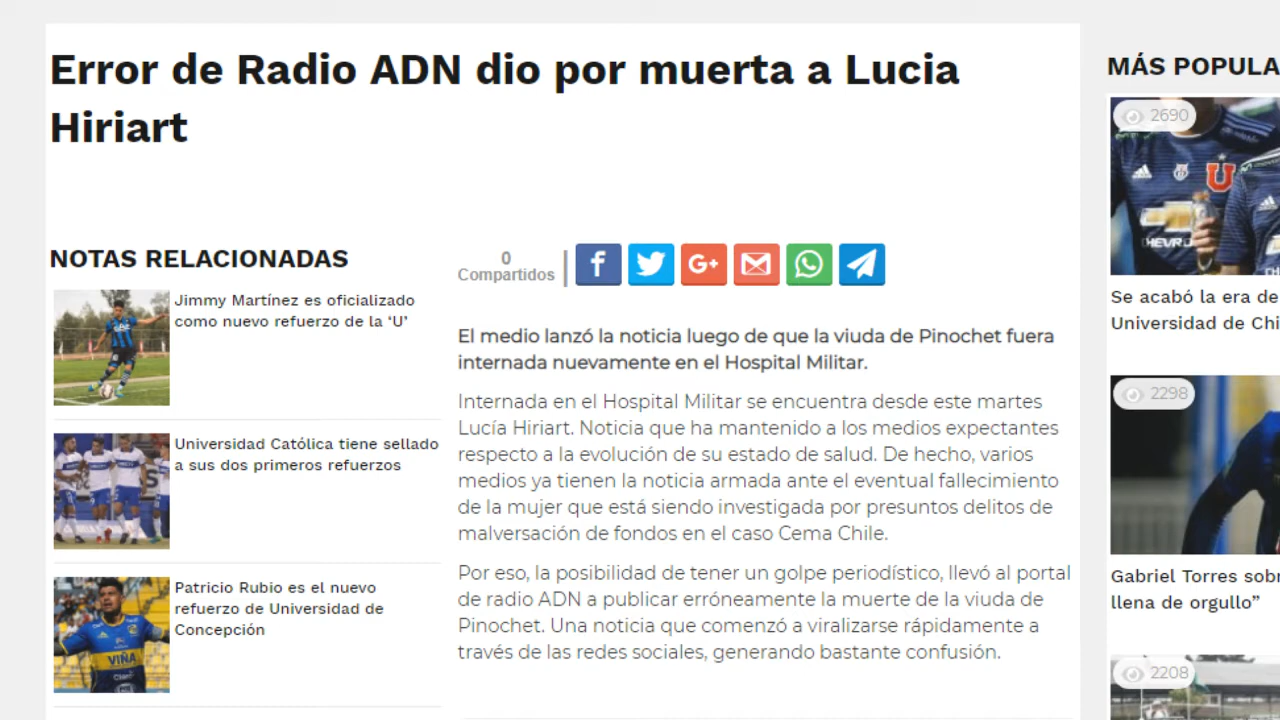 Error de Radio ADN dio por muerta a Lucia
Hiriart
NOTAS RELACIONADAS
Jimmy Martínez es oficializado
como nuevo refuerzo de la ‘U’
Universidad Católica tiene sellado
a sus dos primeros refuerzos
Patricio Rubio es el nuevo
refuerzo de Universidad de
Concepción
VIÑA
0
Compartidos
El medio lanzó la noticia luego de que la viuda de Pinochet fuera
internada nuevamente en el Hospital Militar.
Internada en el Hospital Militar se encuentra desde este martes
Lucía Hiriart. Noticia que ha mantenido a los medios expectantes
respecto a la evolución de su estado de salud. De hecho, varios
medios ya tienen la noticia armada ante el eventual fallecimiento
de la mujer que está siendo investigada por presuntos delitos de
malversación de fondos en el caso Cema Chile.
Por eso, la posibilidad de tener un golpe periodístico, llevó al portal
de radio ADN a publicar erróneamente la muerte de la viuda de
Pinochet. Una noticia que comenzó a viralizarse rápidamente a
través de las redes sociales, generando bastante confusión.
MÁS POPULA
2690
U
CHEVR
Se acabó la era de
Universidad de Chi
2298
Gabriel Torres sob
llena de orgullo”
2208